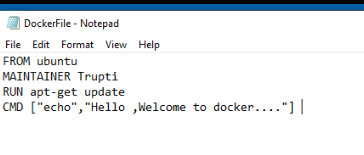 DockerFile - Notepad
File Edit Format View Help
FROM ubuntu
MAINTAINER Trupti
RUN apt-get update
CMD ["echo","Hello ,Welcome to docker...."]